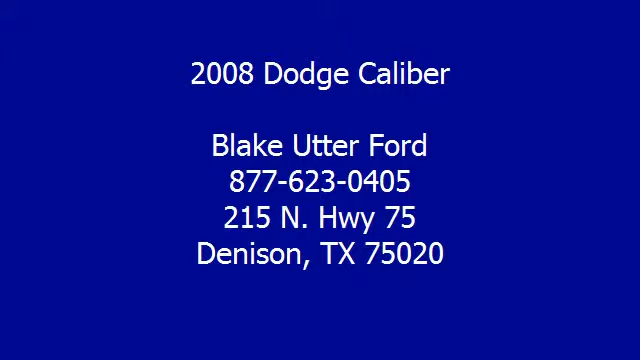 2008 Dodge Caliber
Blake Utter Ford
877-623-0405
215 N. Hwy 75
Denison, TX 75020